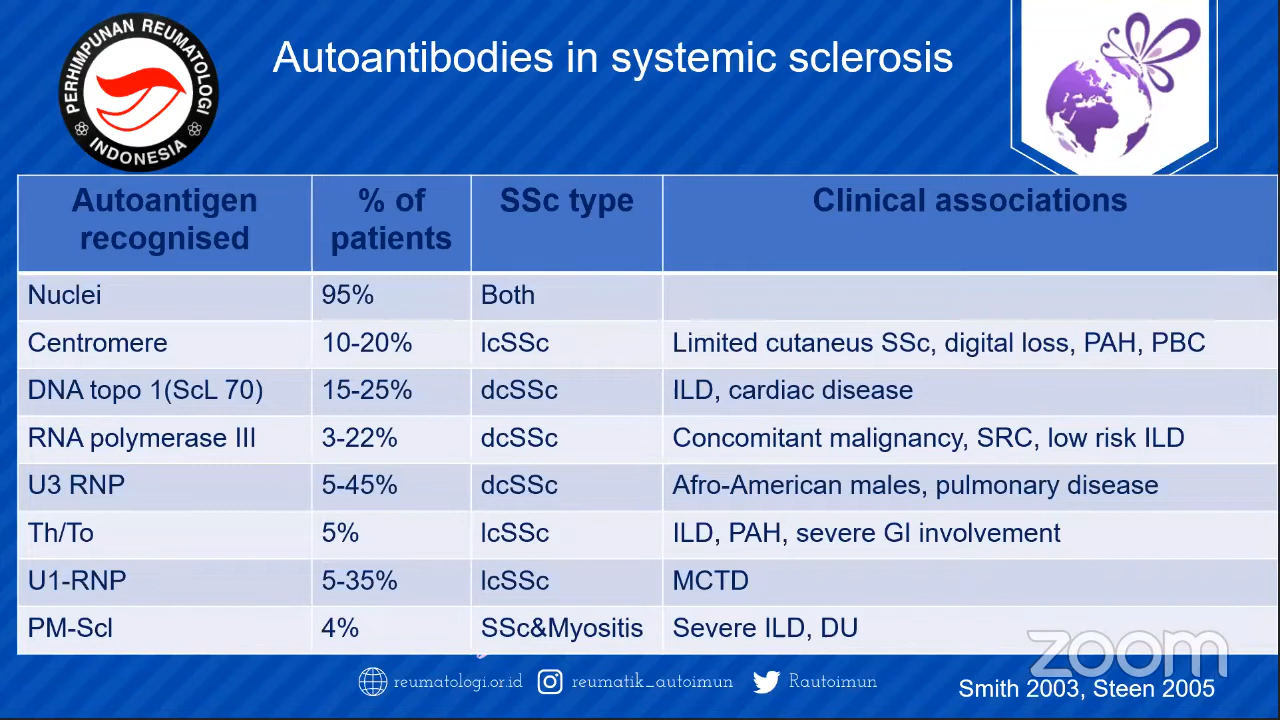 PERHIMPUNAN REUMATOLOGI
INDONESIA
Autoantibodies in systemic sclerosis
Autoantigen recognised % of patients SSc type Clinical associations
Nuclei 95% Both
Centromere 10-20% lcSSc Limited cutaneus SSc, digital loss, PAH, PBC
DNA topo 1(ScL 70) 15-25% dcSSc ILD, cardiac disease
RNA polymerase III 3-22% dcSSc Concomitant malignancy, SRC, low risk ILD
U3 RNP 5-45% dcSSc Afro-American males, pulmonary disease
Th/To 5% lcSSc ILD, PAH, severe GI involvement
U1-RNP 5-35% lcSSc MCTD
PM-Scl 4% SSc&Myositis Severe ILD, DU
zoom
reumatologi.or.id reumatik_autoimun Rautoimun
Smith 2003, Steen 2005